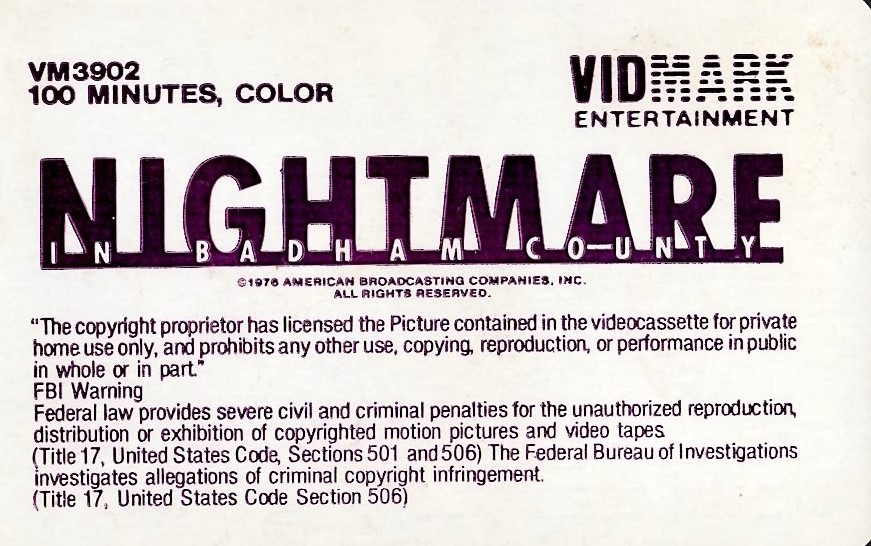 VM3902
100 MINUTES, COLOR
VIDMARK
ENTERTAINMENT
NIGHTMARE
IN BADHAM COUNTY
©1976 AMERICAN BROADCASTING COMPANIES, INC.
ALL RIGHTS RESERVED.
"The copyright proprietor has licensed the Picture contained in the videocassette for private
home use only, and prohibits any other use, copying, reproduction, or performance in public
in whole or in part."
FBI Warning
Federal law provides severe civil and criminal penalties for the unauthorized reproduction,
distribution or exhibition of copyrighted motion pictures and video tapes.
(Title 17, United States Code, Sections 501 and 506) The Federal Bureau of Investigations
investigates allegations of criminal copyright infringement.
(Title 17, United States Code Section 506)